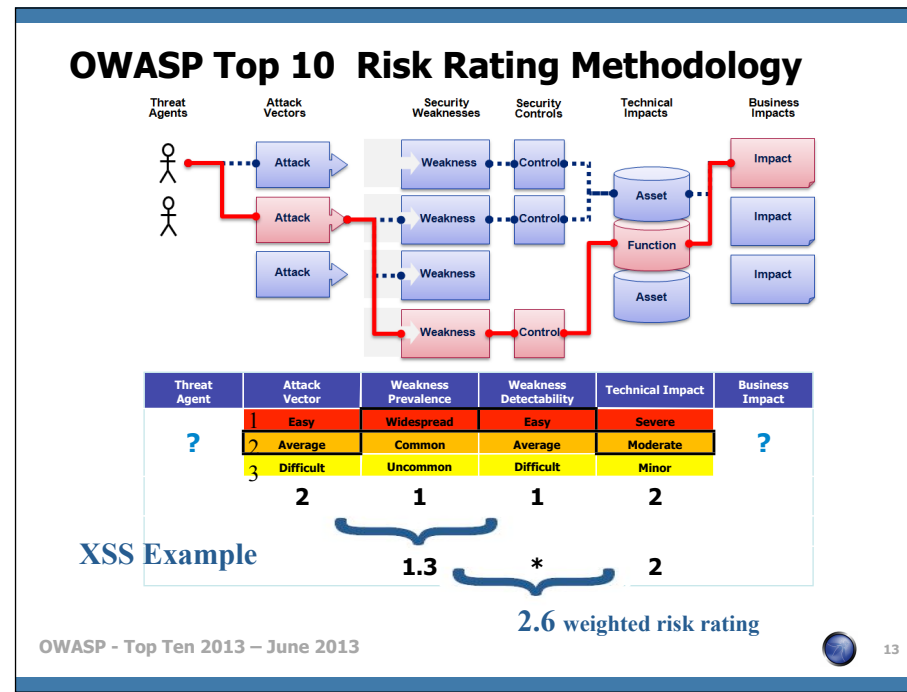 OWASP Top 10 Risk Rating Methodology
Threat Agents
Attack Vectors
Security Weaknesses
Security Controls
Technical Impacts
Business Impacts
Attack
Weakness
Control
Asset
Impact
Attack
Weakness
Control
Function
Impact
Attack
Weakness
Asset
Impact
Weakness
Control
Threat Agent
Attack Vector
Weakness Prevalence
Weakness Detectability
Technical Impact
Business Impact
?
1 Easy
Widespread
Easy
Severe
?
2 Average
Common
Average
Moderate
3 Difficult
Uncommon
Difficult
Minor
2 1 1 2
XSS Example
1.3 * 2
2.6 weighted risk rating
OWASP - Top Ten 2013 – June 2013
13